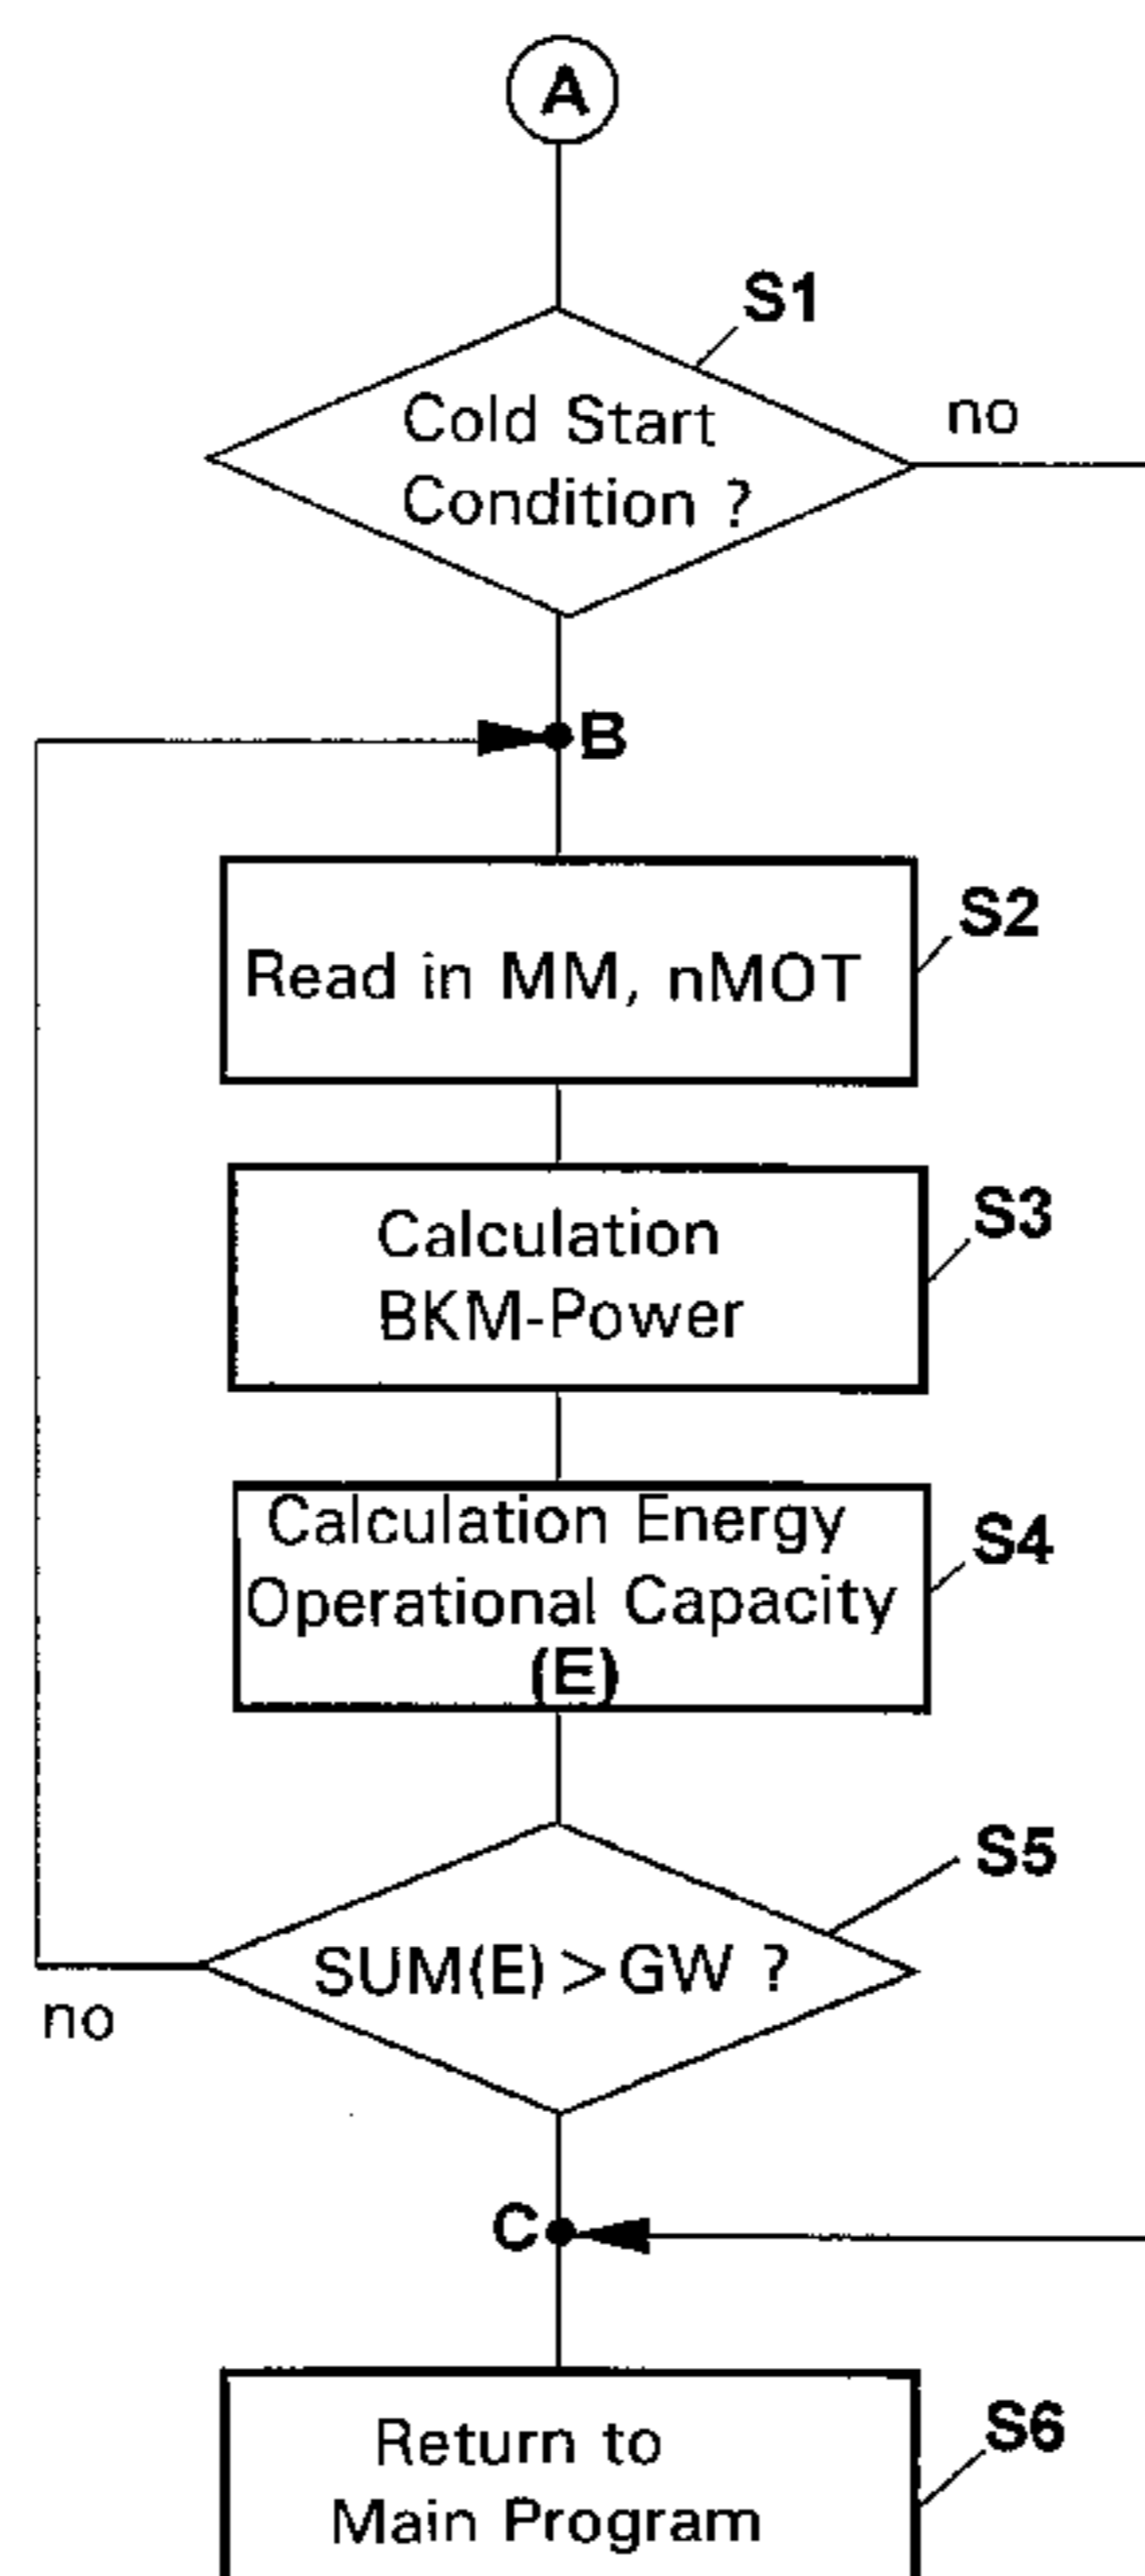 A
S1
Cold Start
Condition ?
no
B
S2
Read in MM, nMOT
S3
Calculation
BKM-Power
S4
Calculation Energy
Operational Capacity
(E)
S5
SUM(E) > GW ?
no
C
S6
Return to
Main Program